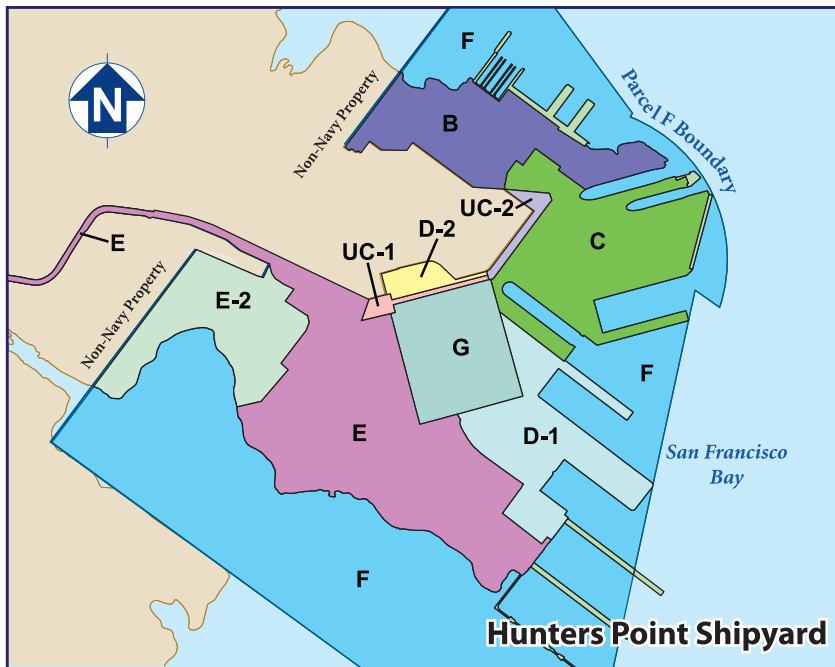 F
Non-Navy Property
Parcel F Boundary
N
B
UC-2
C
E
UC-1
D-2
E-2
Non-Navy Property
G
F
E
D-1
San Francisco
Bay
F
Hunters Point Shipyard